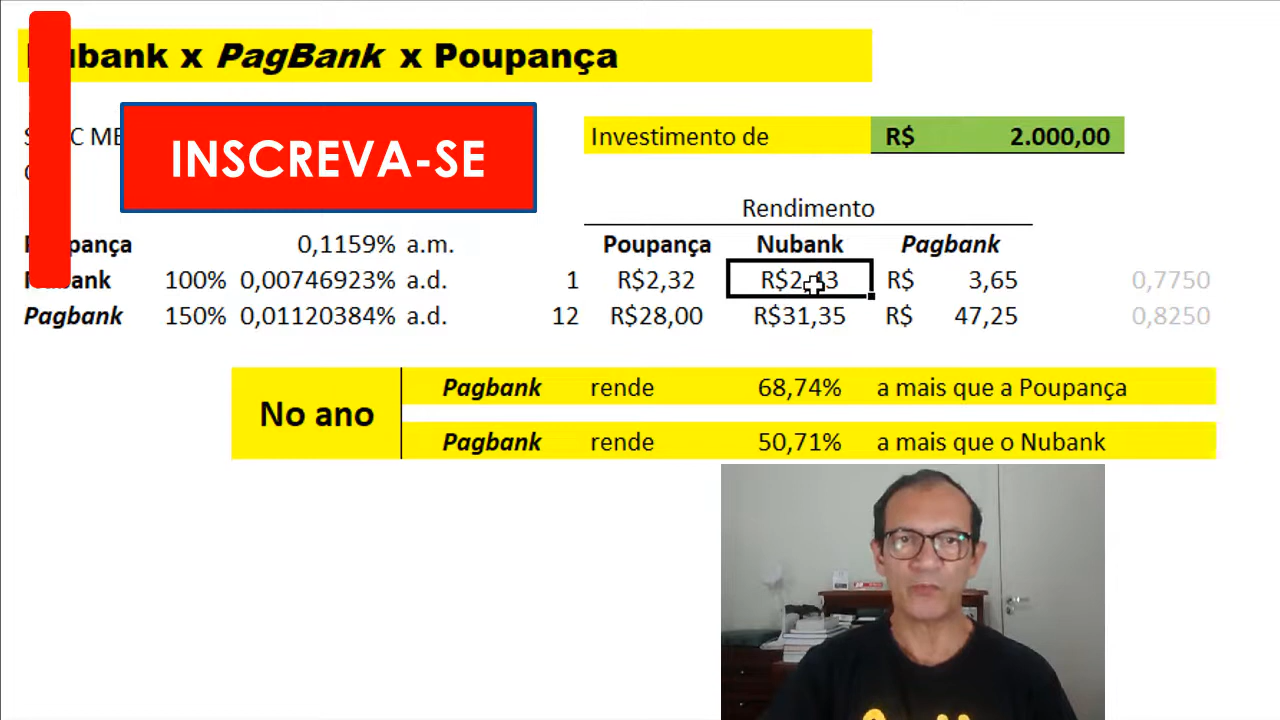 ubank x PagBank x Poupança
INSCREVA-SE
Investimento de R$ 2.000,00
Rendimento
Poupança Nubank Pagbank
pança 0,1159% a.m.
bank 100% 0,00746923% a.d. 1 R$2,32 R$ 3,65 0,7750
Pagbank 150% 0,01120384% a.d. 12 R$28,00 R$31,35 R$ 47,25 0,8250
No ano
Pagbank rende 68,74% a mais que a Poupança
Pagbank rende 50,71% a mais que o Nubank